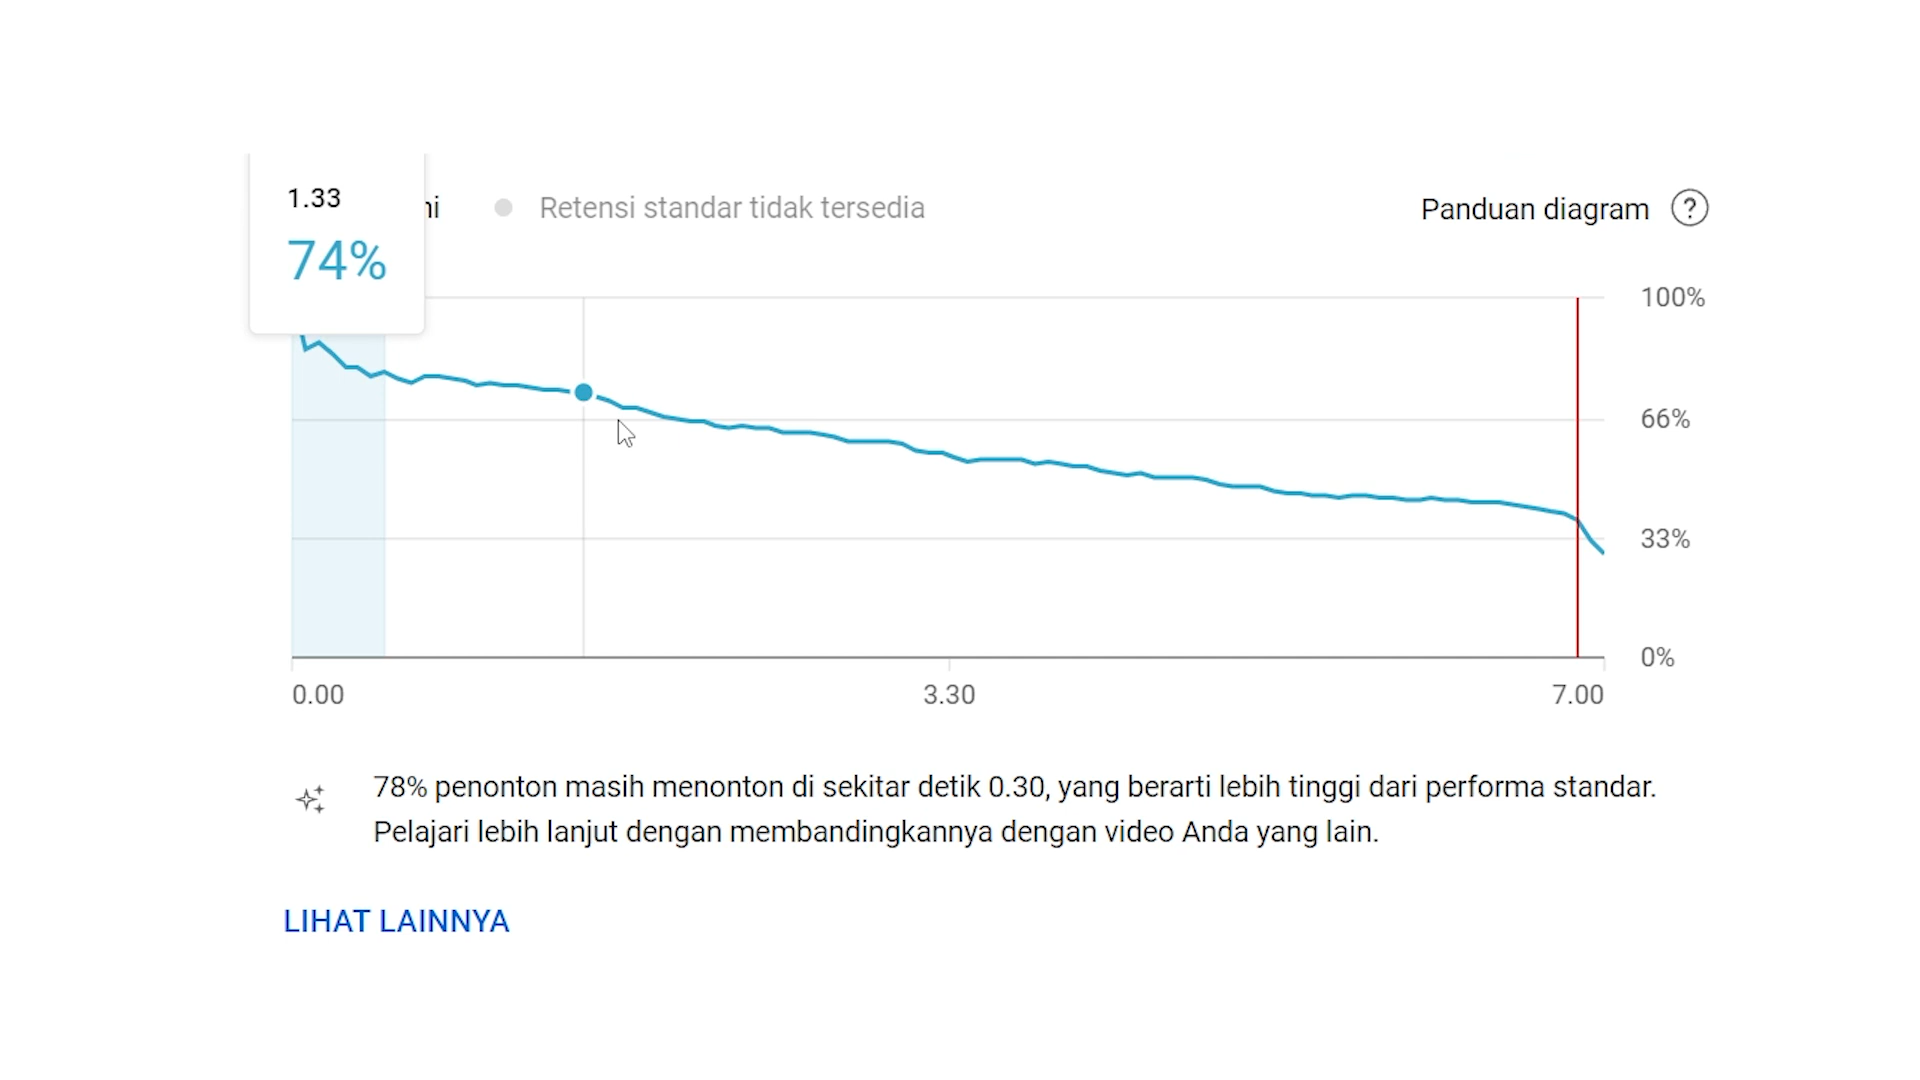 1.33
74%
Retensi standar tidak tersedia
Panduan diagram ?
100%
66%
33%
0%
0.00 3.30 7.00
78% penonton masih menonton di sekitar detik 0.30, yang berarti lebih tinggi dari performa standar.
Pelajari lebih lanjut dengan membandingkannya dengan video Anda yang lain.
LIHAT LAINNYA